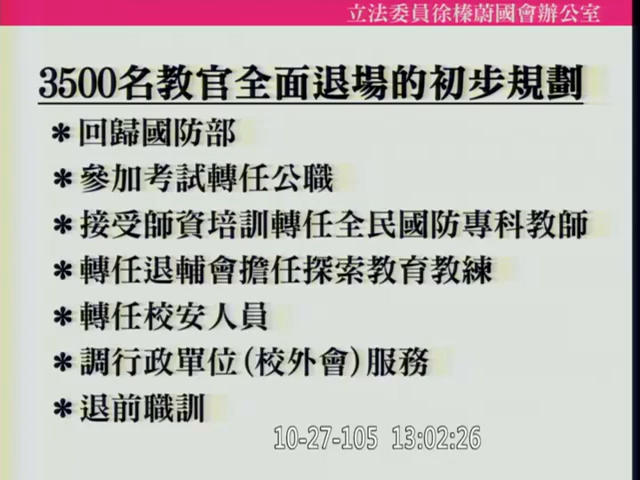 立法委員徐榛蔚國會辦公室
3500名教官全面退場的初步規劃
＊回歸國防部
＊參加考試轉任公職
＊接受師資培訓轉任全民國防專科教師
＊轉任退輔會擔任探索教育教練
＊轉任校安人員
＊調行政單位(校外會)服務
＊退前職訓
10-27-105 13:02:26